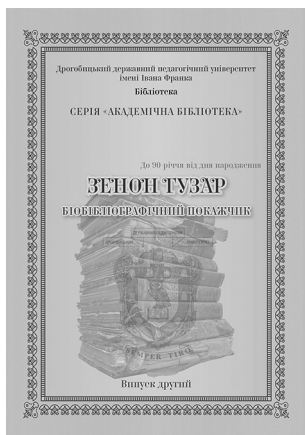 Дрогобицький державний педагогічний університет
імені Івана Франка
Бібліотека
СЕРІЯ «АКАДЕМІЧНА БІБЛІОТЕКА»
До 90 річчя від дня народження
ЗЕНОН ГУЗАР
БІОБІБЛІОГРАФІЧНИЙ ПОКАЖЧИК
SEMPER TIRO
Випуск другий